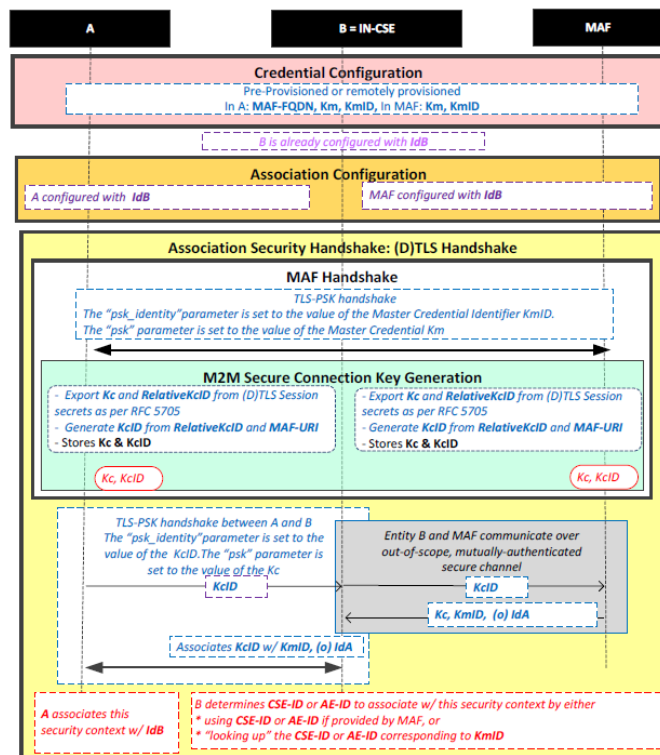 A
B = IN-CSE
MAF
Credential Configuration
Pre-Provisioned or remotely provisioned
In A: MAF-FQDN, Km, KmID, In MAF: Km, KmID
B is already configured with IdB
Association Configuration
A configured with IdB
MAF configured with IdB
Association Security Handshake: (D)TLS Handshake
MAF Handshake
TLS-PSK handshake
The “psk_identity”parameter is set to the value of the Master Credential Identifier KmID.
The “psk” parameter is set to the value of the Master Credential Km
M2M Secure Connection Key Generation
- Export Kc and RelativeKcID from (D)TLS Session
secrets as per RFC 5705
- Generate KcID from RelativeKcID and MAF-URI
- Stores Kc & KcID
- Export Kc and RelativeKcID from (D)TLS Session
secrets as per RFC 5705
- Generate KcID from RelativeKcID and MAF-URI
- Stores Kc & KcID
Kc, KcID
Kc, KcID
TLS-PSK handshake between A and B
The “psk_identity”parameter is set to the
value of the KcID.The “psk” parameter is
set to the value of the Kc
Entity B and MAF communicate over
out-of-scope, mutually-authenticated
secure channel
KcID
KcID
Kc, KmID, (o) IdA
Associates KcID w/ KmID, (o) IdA
A associates this
security context w/ IdB
B determines CSE-ID or AE-ID to associate w/ this security context by either
* using CSE-ID or AE-ID if provided by MAF, or
* “looking up” the CSE-ID or AE-ID corresponding to KmID